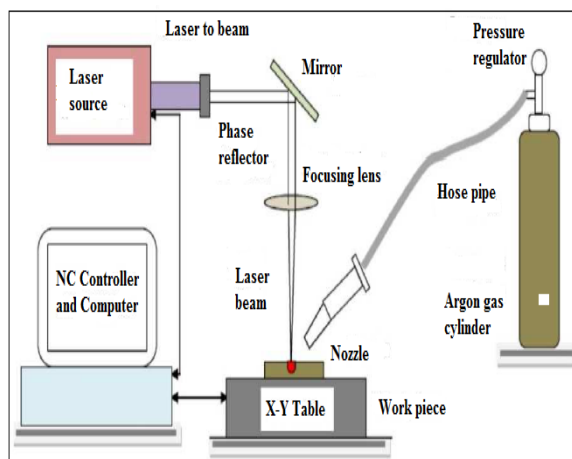 Laser to beam
Laser
source
Mirror
Pressure
regulator
Phase
reflector
Focusing lens
Hose pipe
NC Controller
and Computer
Laser
beam
Argon gas
cylinder
Nozzle
X-Y Table
Work piece